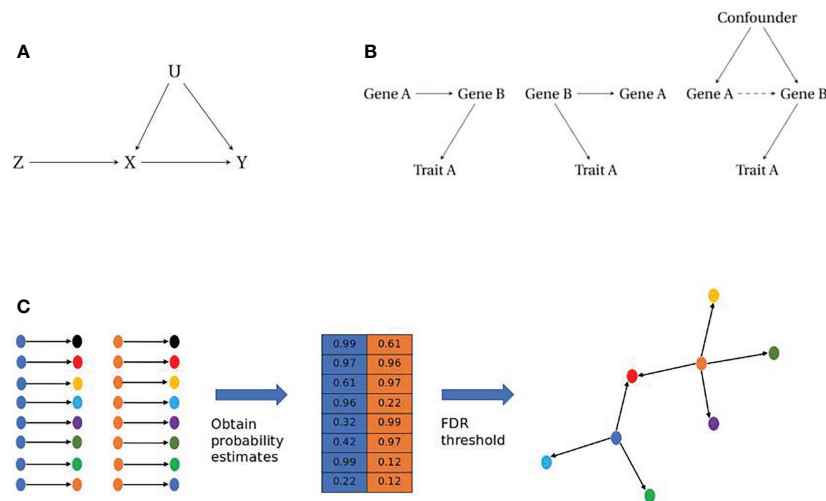 A
U
Z
X
Y
B
Confounder
Gene A
Gene B
Gene B
Gene A
Gene A
Gene B
Trait A
Trait A
Trait A
C
Obtain
probability
estimates
0.99 0.61
0.97 0.96
0.61 0.97
0.96 0.22
0.32 0.99
0.42 0.97
0.99 0.12
0.22 0.12
FDR
threshold